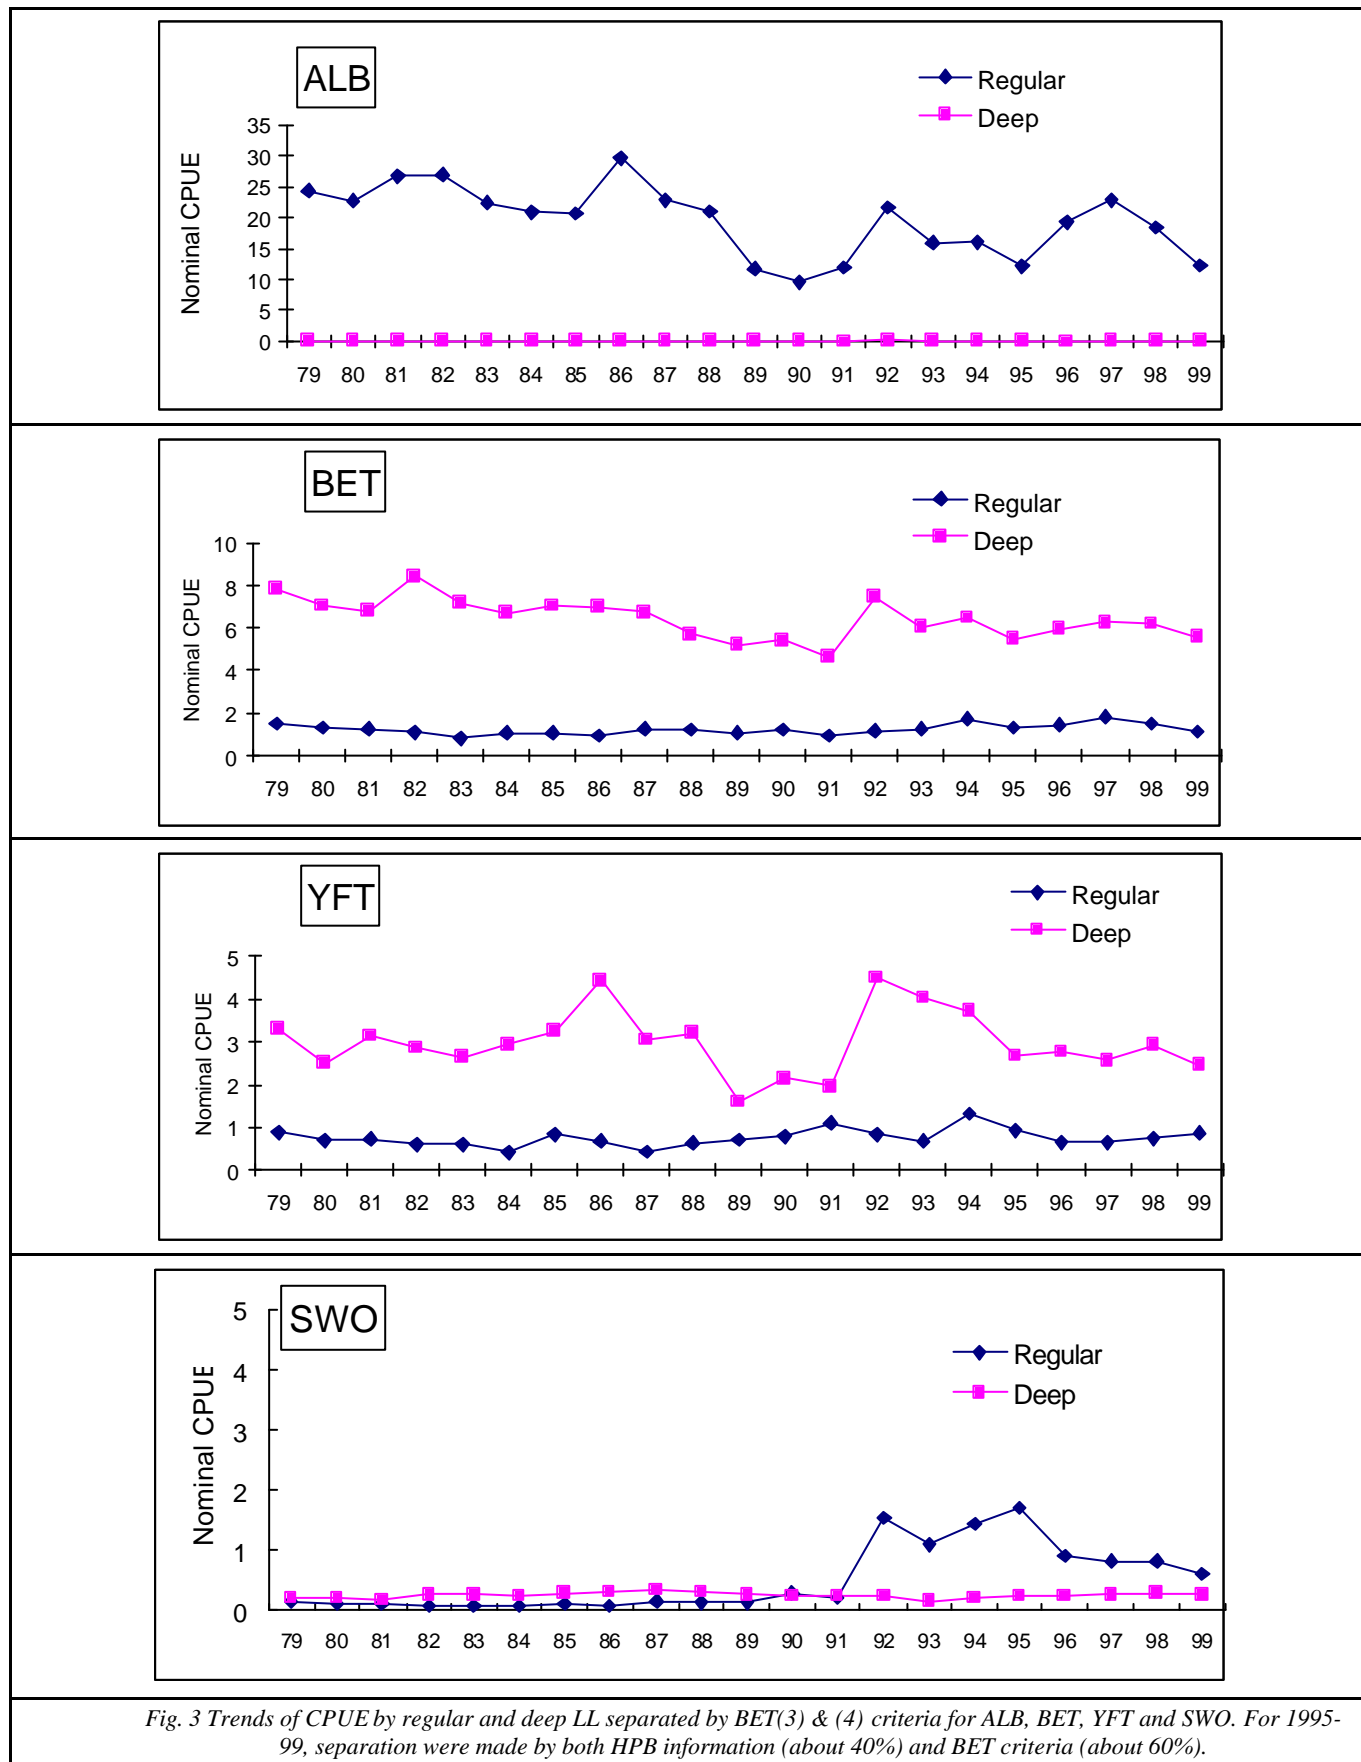 ALB
Regular
Deep
Nominal CPUE
35
30
25
20
15
10
5
0
79 80 81 82 83 84 85 86 87 88 89 90 91 92 93 94 95 96 97 98 99
BET
Regular
Deep
Nominal CPUE
10
8
6
4
2
0
79 80 81 82 83 84 85 86 87 88 89 90 91 92 93 94 95 96 97 98 99
YFT
Regular
Deep
Nominal CPUE
5
4
3
2
1
0
79 80 81 82 83 84 85 86 87 88 89 90 91 92 93 94 95 96 97 98 99
SWO
Regular
Deep
Nominal CPUE
5
4
3
2
1
0
79 80 81 82 83 84 85 86 87 88 89 90 91 92 93 94 95 96 97 98 99
Fig. 3 Trends of CPUE by regular and deep LL separated by BET(3) & (4) criteria for ALB, BET, YFT and SWO. For 1995-
99, separation were made by both HPB information (about 40%) and BET criteria (about 60%).